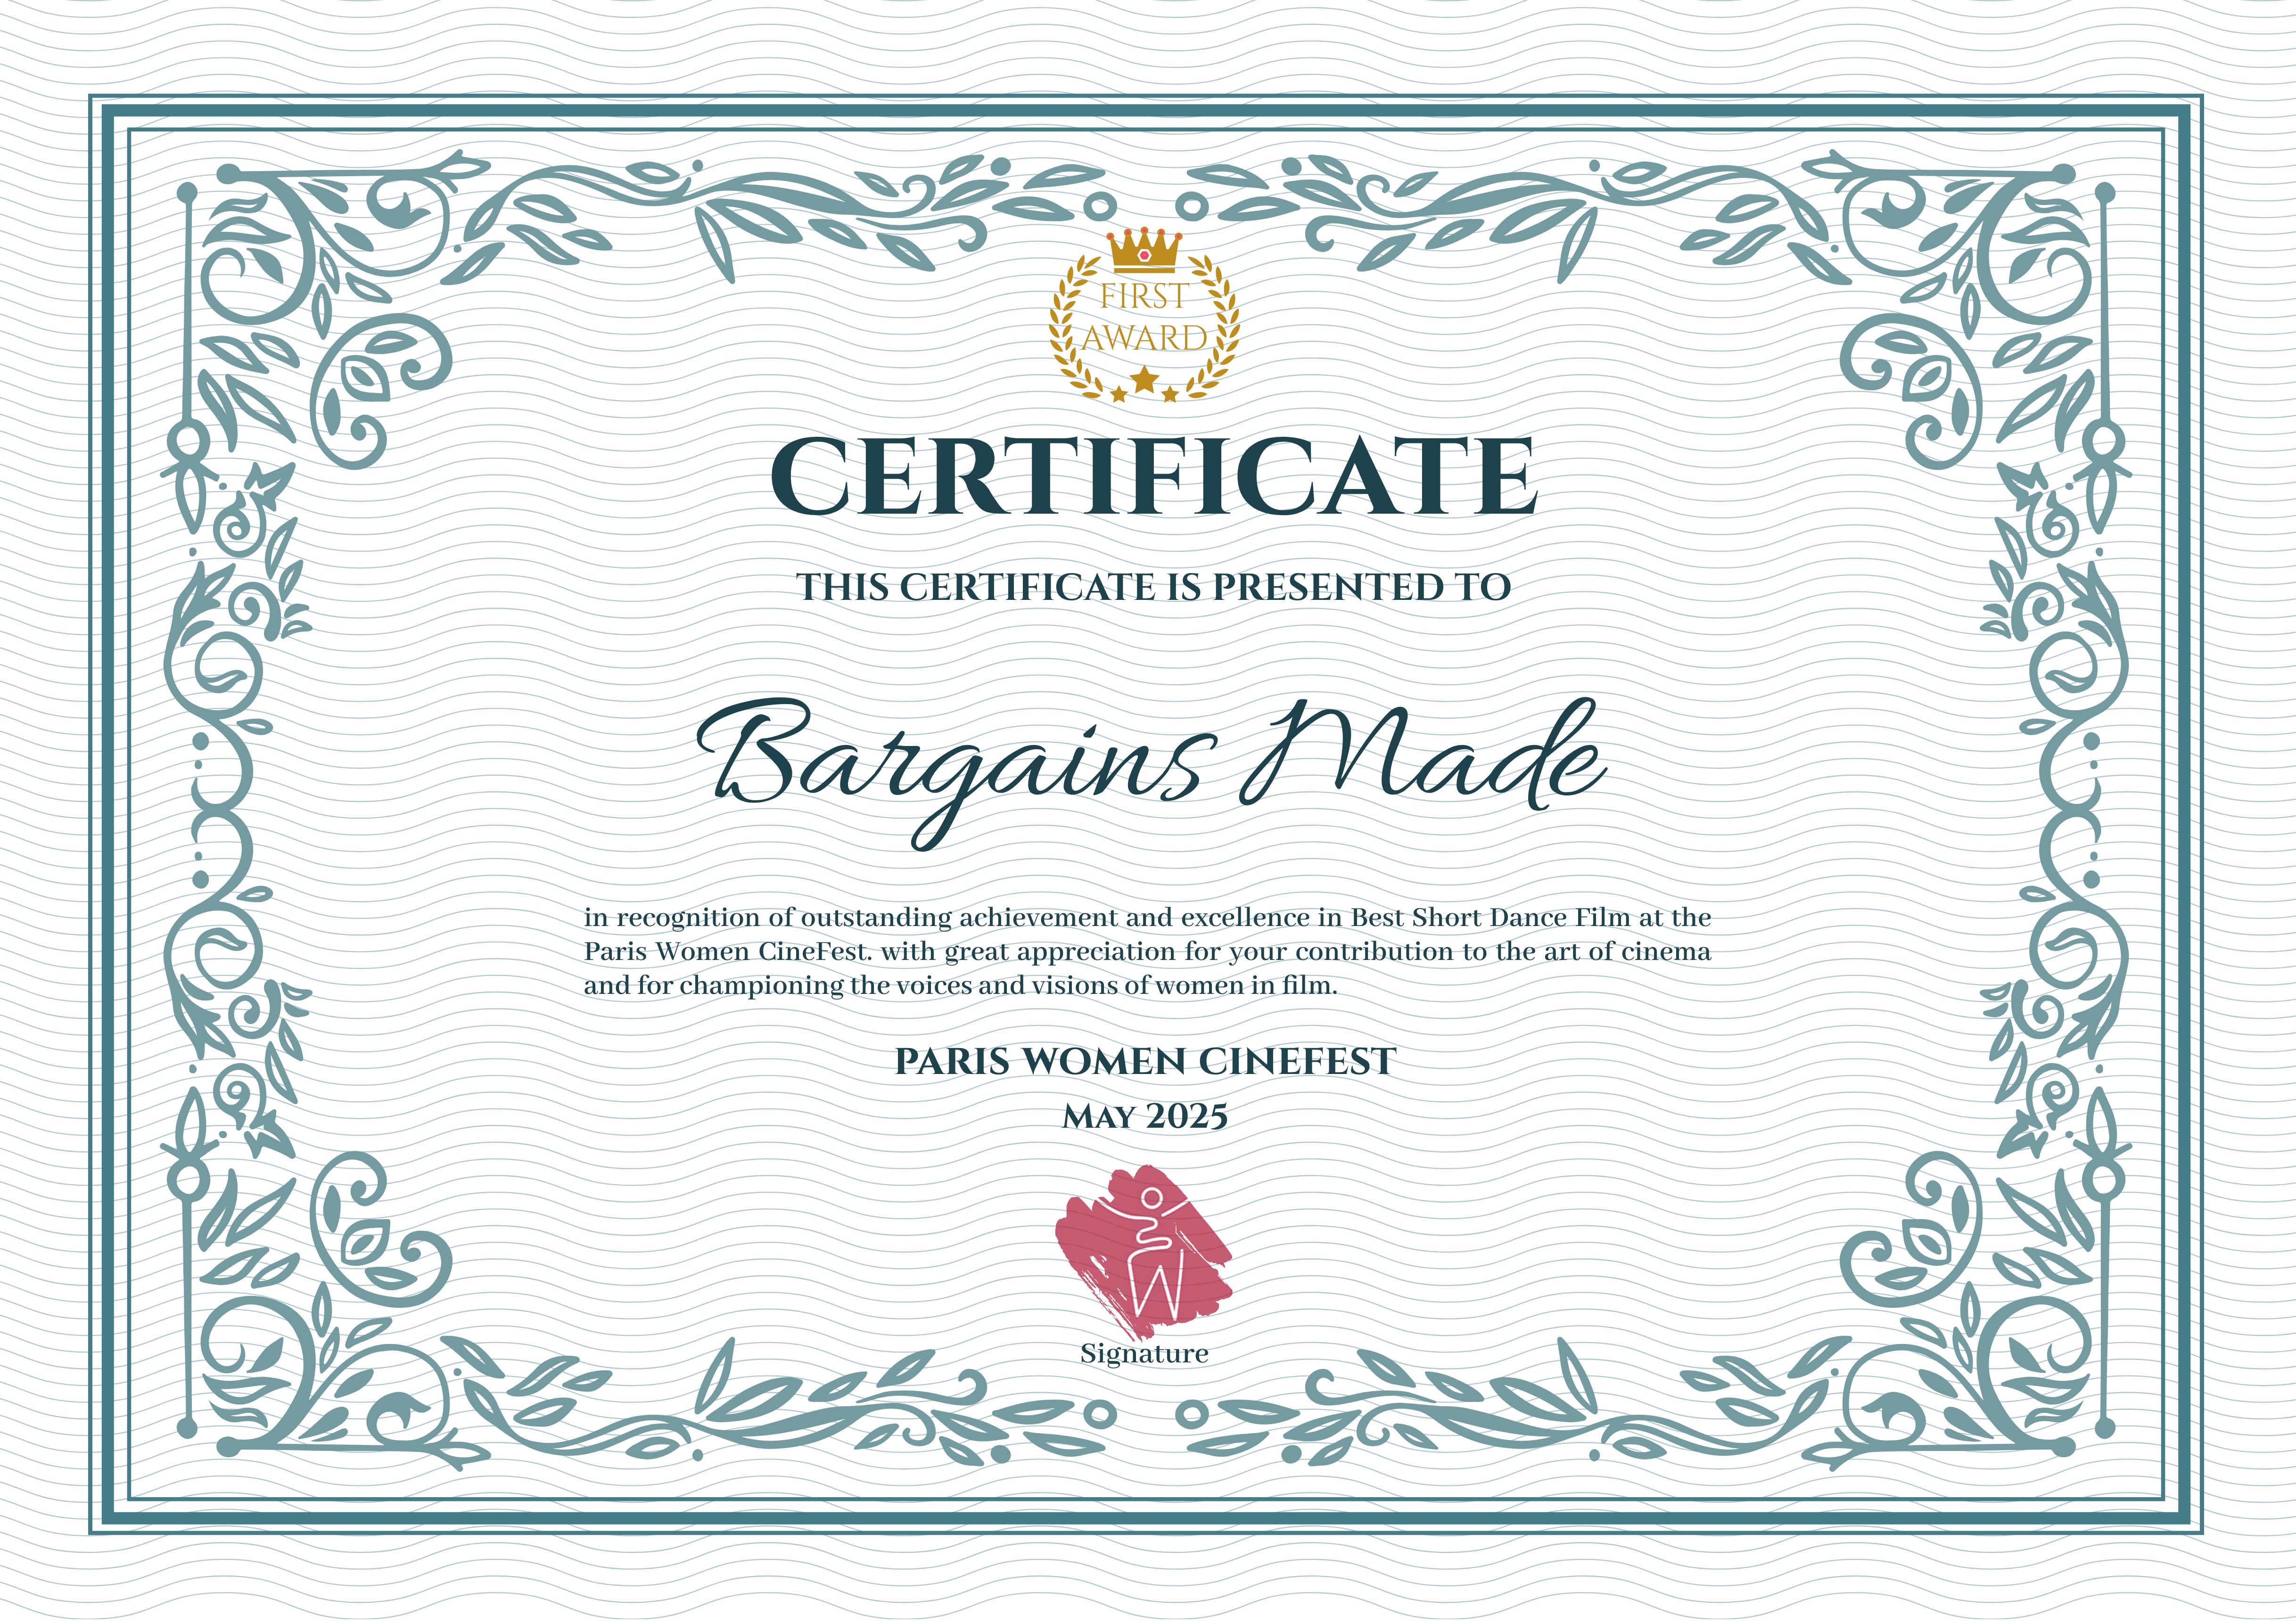 FIRST
AWARD
CERTIFICATE
THIS CERTIFICATE IS PRESENTED TO
Bargains Made
in recognition of outstanding achievement and excellence in Best Short Dance Film at the
Paris Women CineFest. with great appreciation for your contribution to the art of cinema
and for championing the voices and visions of women in film.
PARIS WOMEN CINEFEST
MAY 2025
W
Signature